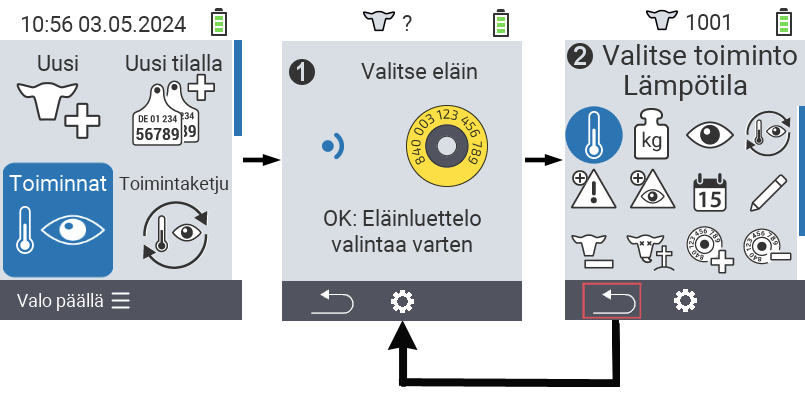 10:56 03.05.2024
Uusi
Uusi tilalla
DE 01 234
56789
234
39
Toiminnat
Toimintaketju
Valo päällä
?
1
Valitse eläin
840 003 123 456 789
OK: Eläinluettelo
valintaa varten
1001
2 Valitse toiminto
Lämpötila
kg
15
840 123 456 789
840 123 456 789